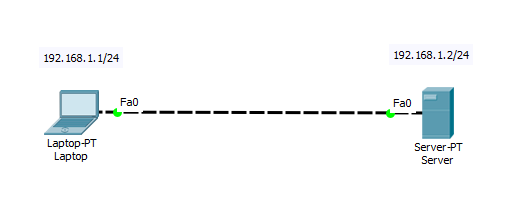 192.168.1.1/24
192.168.1.2/24
Fa0
Fa0
Laptop-PT
Laptop
Server-PT
Server